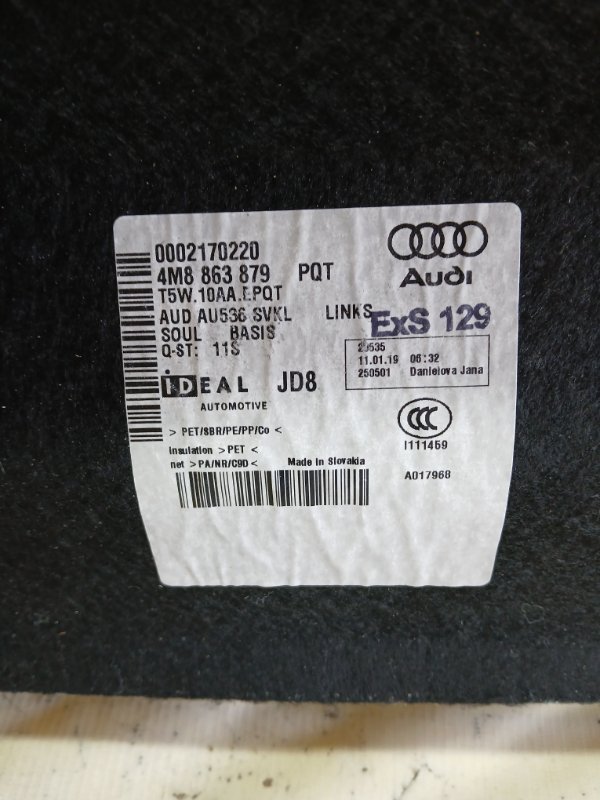 0002170220
4M8 863 879 PQT
T5W.10AA.EPQT
AUD AU536 SVKL LINKS
SOUL BASIS
Q-ST: 11S
Audi
ExS 129
11.01.19 06:32
250501 Danielova Jana
iDEAL JD8
AUTOMOTIVE
> PET/SBR/PE/PP/Co <
Insulation >PET <
net >PA/NR/C9D< Made in Slovakia
CCC
I111459
A017968